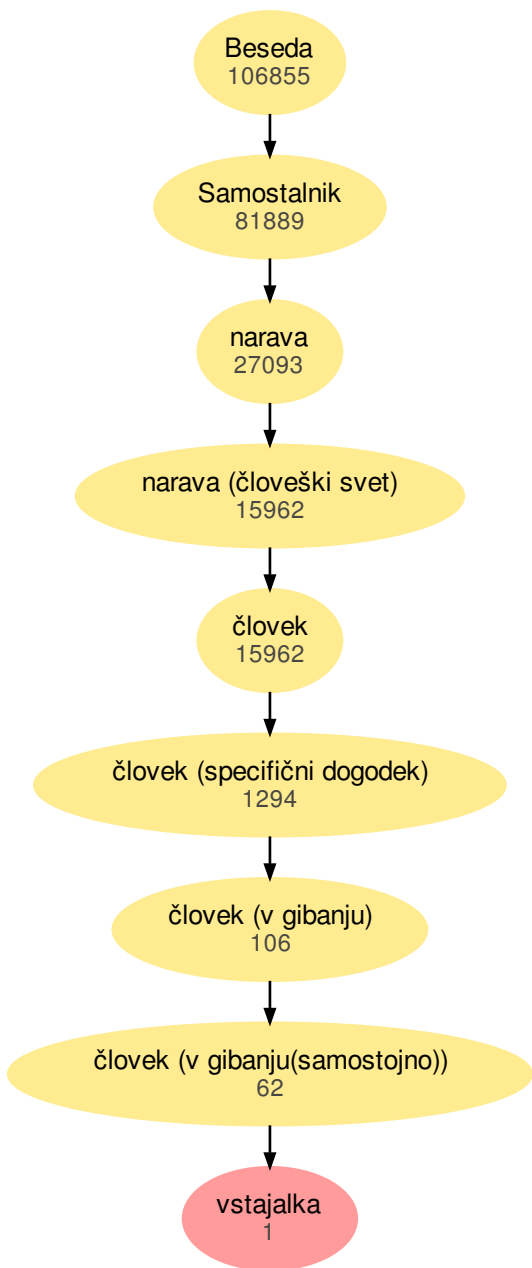 Beseda
106855
Samostalnik
81889
narava
27093
narava (človeški svet)
15962
človek
15962
človek (specifični dogodek)
1294
človek (v gibanju)
106
človek (v gibanju(samostojno))
62
vstajalka
1